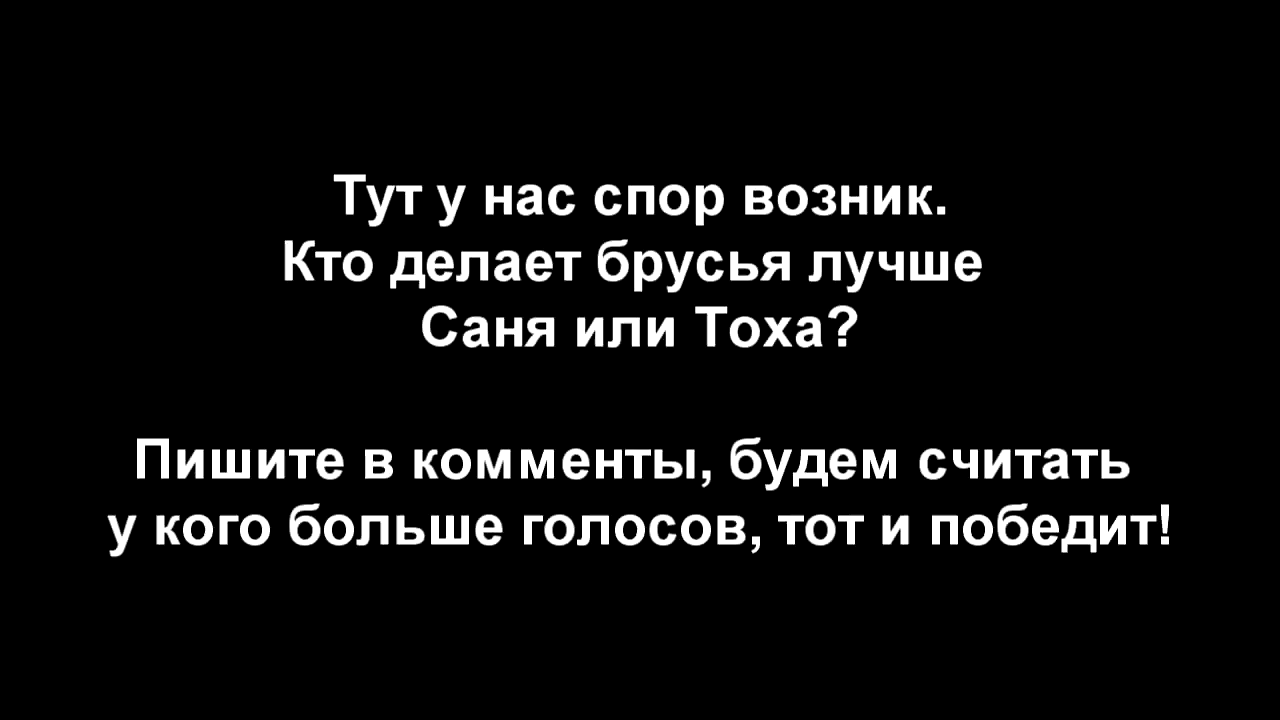 Тут у нас спор возник.
Кто делает брусья лучше
Саня или Тоха?
Пишите в комменты, будем считать
у кого больше голосов, тот и победит!